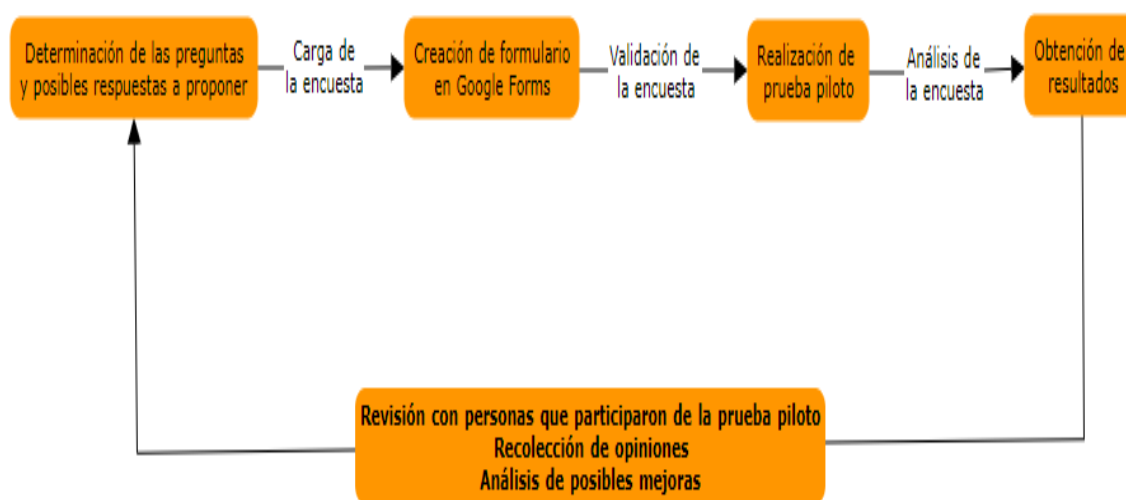 Determinación de las preguntas
y posibles respuestas a proponer
Carga de
la encuesta
Creación de formulario
en Google Forms
Validación de
la encuesta
Realización de
prueba piloto
Análisis de
la encuesta
Obtención de
resultados
Revisión con personas que participaron de la prueba piloto
Recolección de opiniones
Análisis de posibles mejoras